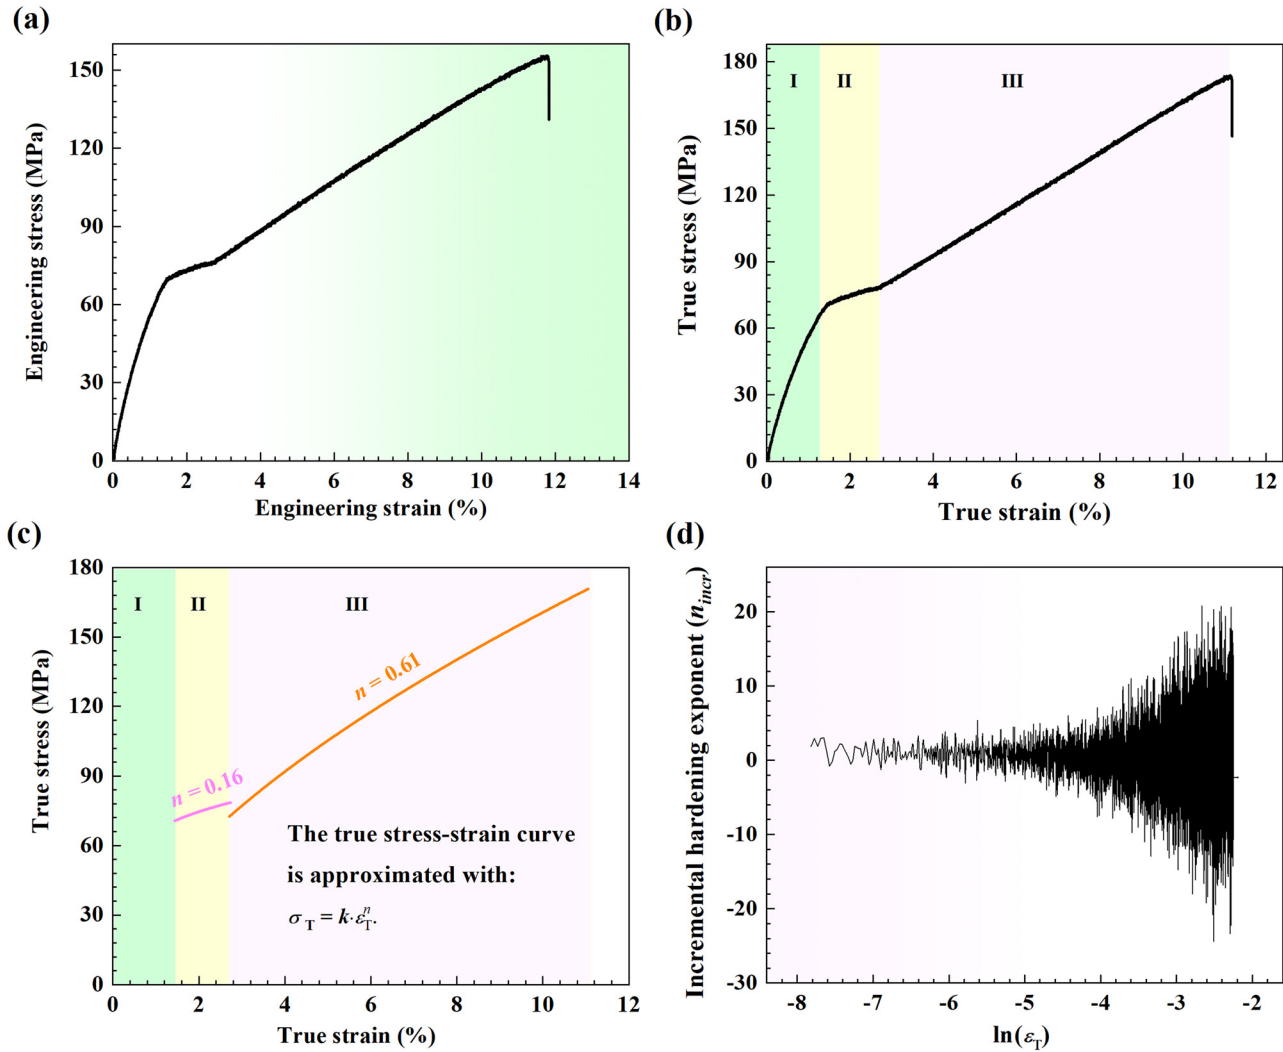 (a)
Engineering stress (MPa)
150
120
90
60
30
0
0 2 4 6 8 10 12 14
Engineering strain (%)
(b)
True stress (MPa)
180
150
120
90
60
30
0
I II III
0 2 4 6 8 10 12
True strain (%)
(c)
True stress (MPa)
180
150
120
90
60
30
0
I II III
n = 0.16
n = 0.61
The true stress-strain curve
is approximated with:
σ_T = k·ε_T^n.
0 2 4 6 8 10 12
True strain (%)
(d)
Incremental hardening exponent (n_incr)
20
10
0
-10
-20
-30
-8 -7 -6 -5 -4 -3 -2
ln(ε_T)